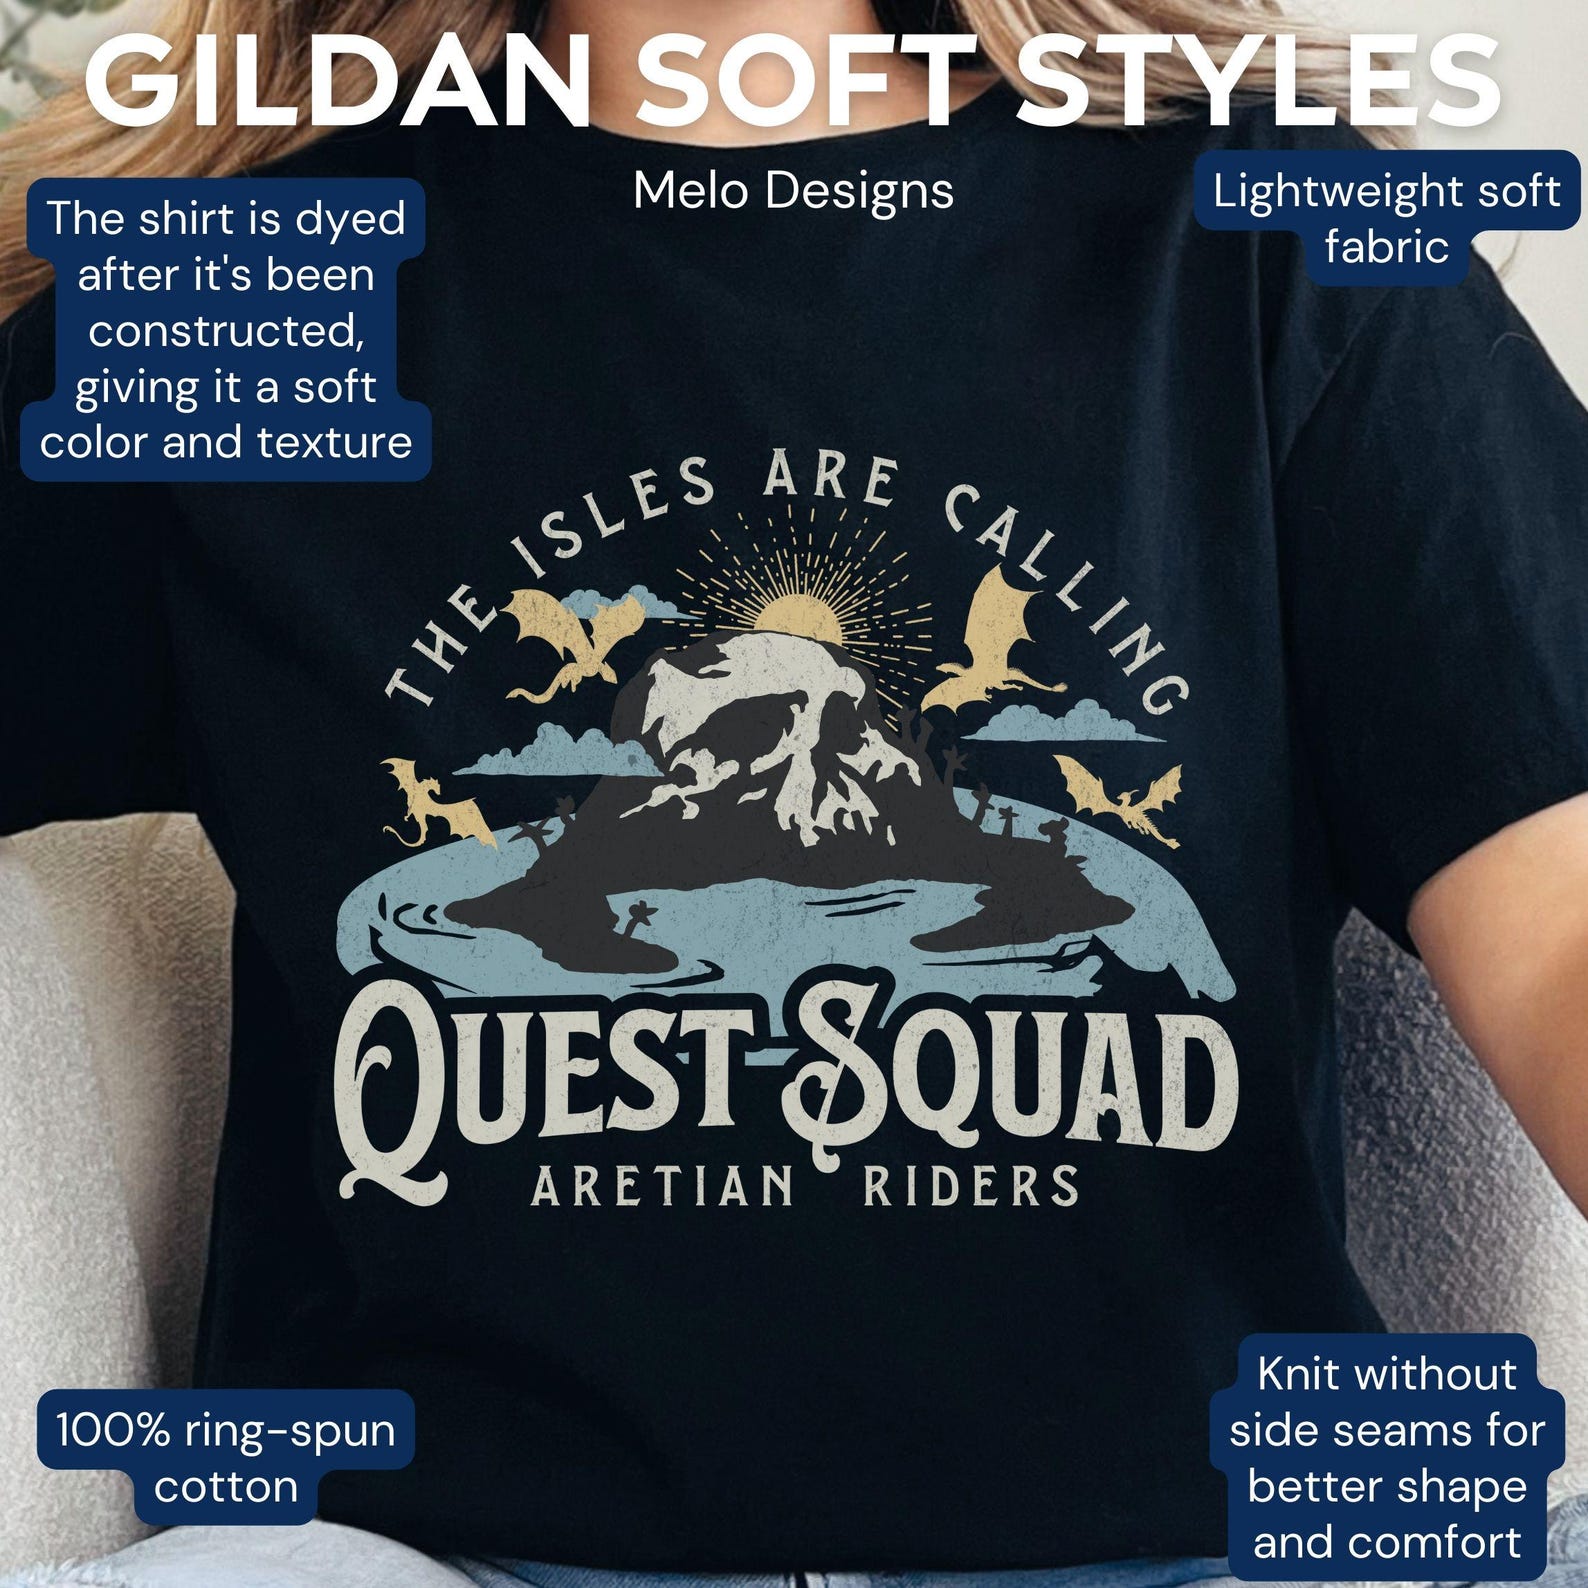 GILDAN SOFT STYLES
Melo Designs
The shirt is dyed
after it's been
constructed,
giving it a soft
color and texture
Lightweight soft
fabric
THE ISLES ARE CALLING
QUEST SQUAD
ARETIAN RIDERS
100% ring-spun
cotton
Knit without
side seams for
better shape
and comfort